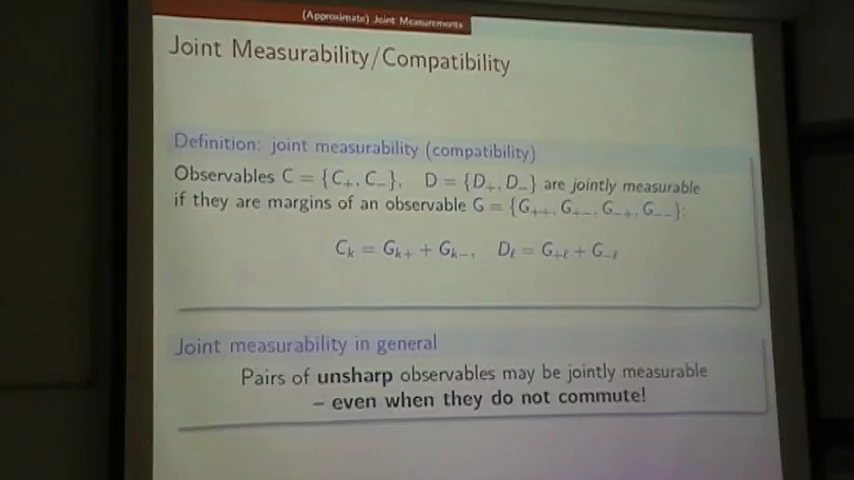 (Approximate) Joint Measurements
Joint Measurability/Compatibility
Definition: joint measurability (compatibility)
Observables C = {C₊, C₋}, D = {D₊, D₋} are jointly measurable
if they are margins of an observable G = {G₊₊, G₊₋, G₋₊, G₋₋}:
Cₖ = Gₖ₊ + Gₖ₋, D_ℓ = G₊ℓ + G₋ℓ
Joint measurability in general
Pairs of unsharp observables may be jointly measurable
– even when they do not commute!